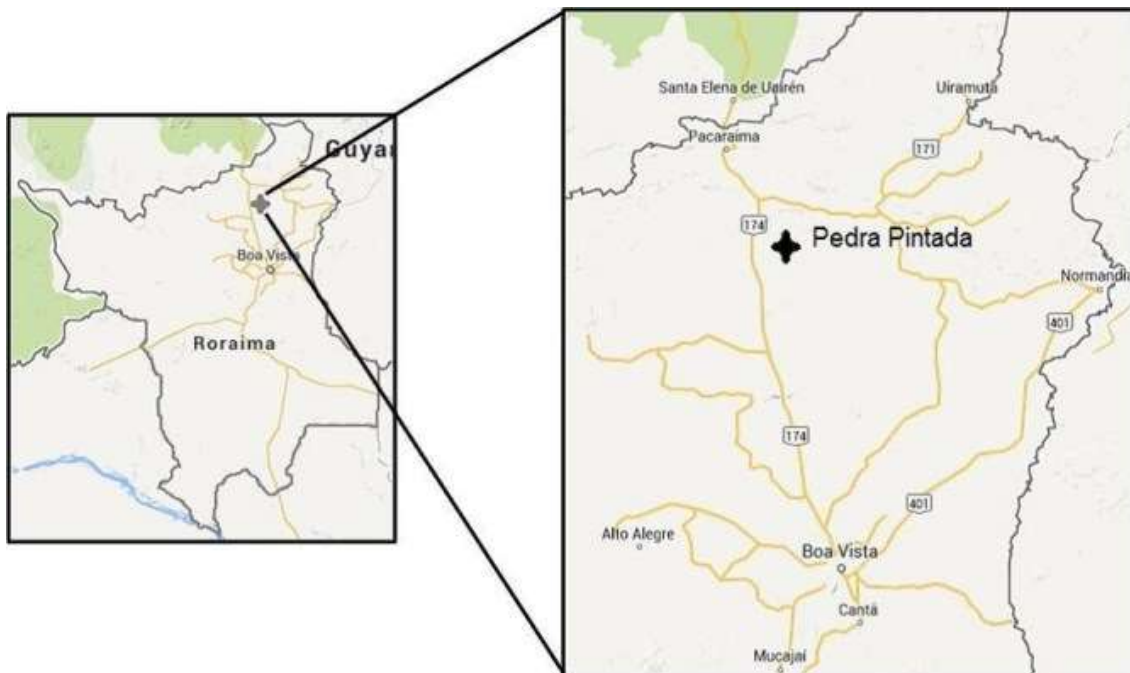 Guyar
Boa Vista
Roraima
Santa Elena de Uairén
Uiramutã
Pacaraima
171
174
Pedra Pintada
Normandia
401
174
401
Alto Alegre
Boa Vista
Cantá
Mucajaí